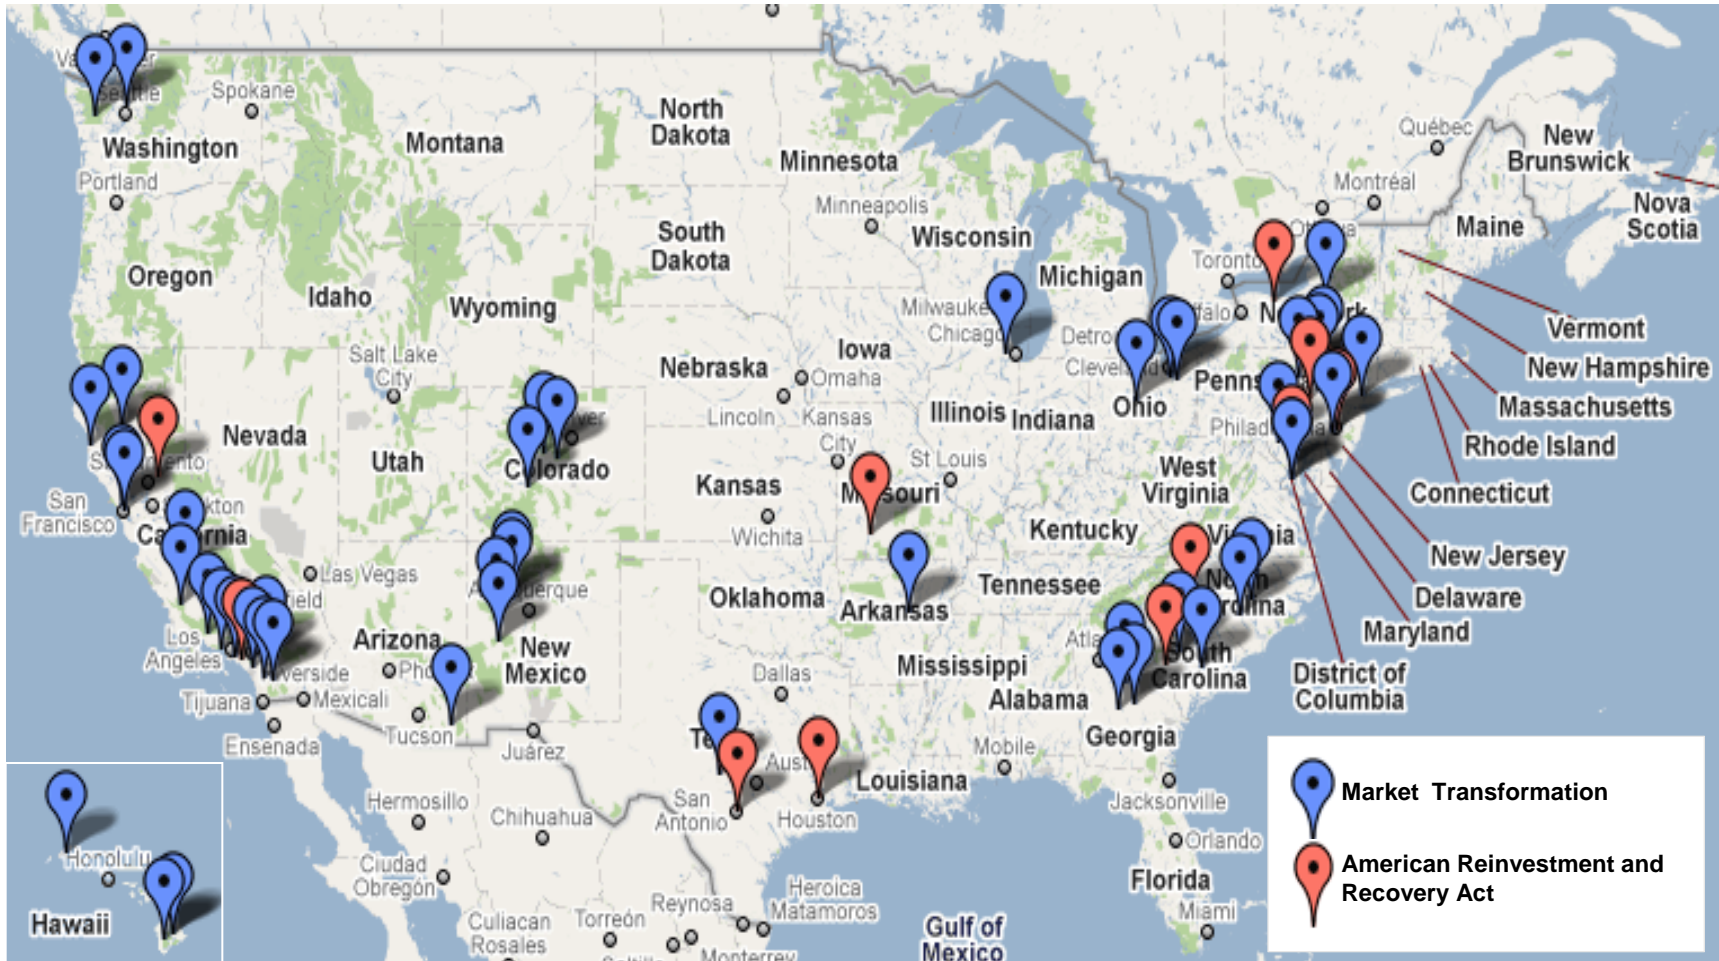 Québec
New
Brunswick
Spokane
Washington
Montana
North
Dakota
Minnesota
Portland
Montréal
Minneapolis
Maine
Nova
Scotia
Wisconsin
South
Dakota
Toronto
Michigan
Oregon
Idaho
Wyoming
Vermont
Chicago
Iowa
Salt Lake
City
Nebraska
Omaha
New Hampshire
Massachusetts
Lincoln
Kansas
City
Illinois
Indiana
Ohio
Nevada
Rhode Island
Utah
Colorado
St Louis
West
Virginia
Kansas
Connecticut
San
Francisco
Wichita
Kentucky
New Jersey
Las Vegas
Tennessee
Oklahoma
Arkansas
Delaware
Maryland
Los
Angeles
Arizona
New
Mexico
Mississippi
South
Carolina
District of
Columbia
Dallas
Alabama
Tijuana
Mexicali
Tucson
Juárez
Ensenada
Mobile
Georgia
Louisiana
Market Transformation
San
Antonio
Houston
Hermosillo
Chihuahua
Jacksonville
Orlando
American Reinvestment and
Recovery Act
Honolulu
Ciudad
Obregón
Florida
Heroica
Matamoros
Reynosa
Torreón
Culiacan
Rosales
Miami
Hawaii
Gulf of
Mexico
Monterrey